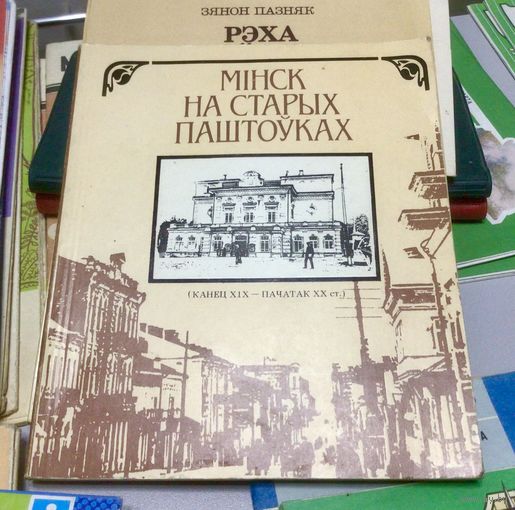 ЗЯНОН ПАЗНЯК
РЭХА
МІНСК
НА СТАРЫХ
ПАШТОЎКАХ
(КАНЕЦ XIX — ПАЧАТАК XX ст.)